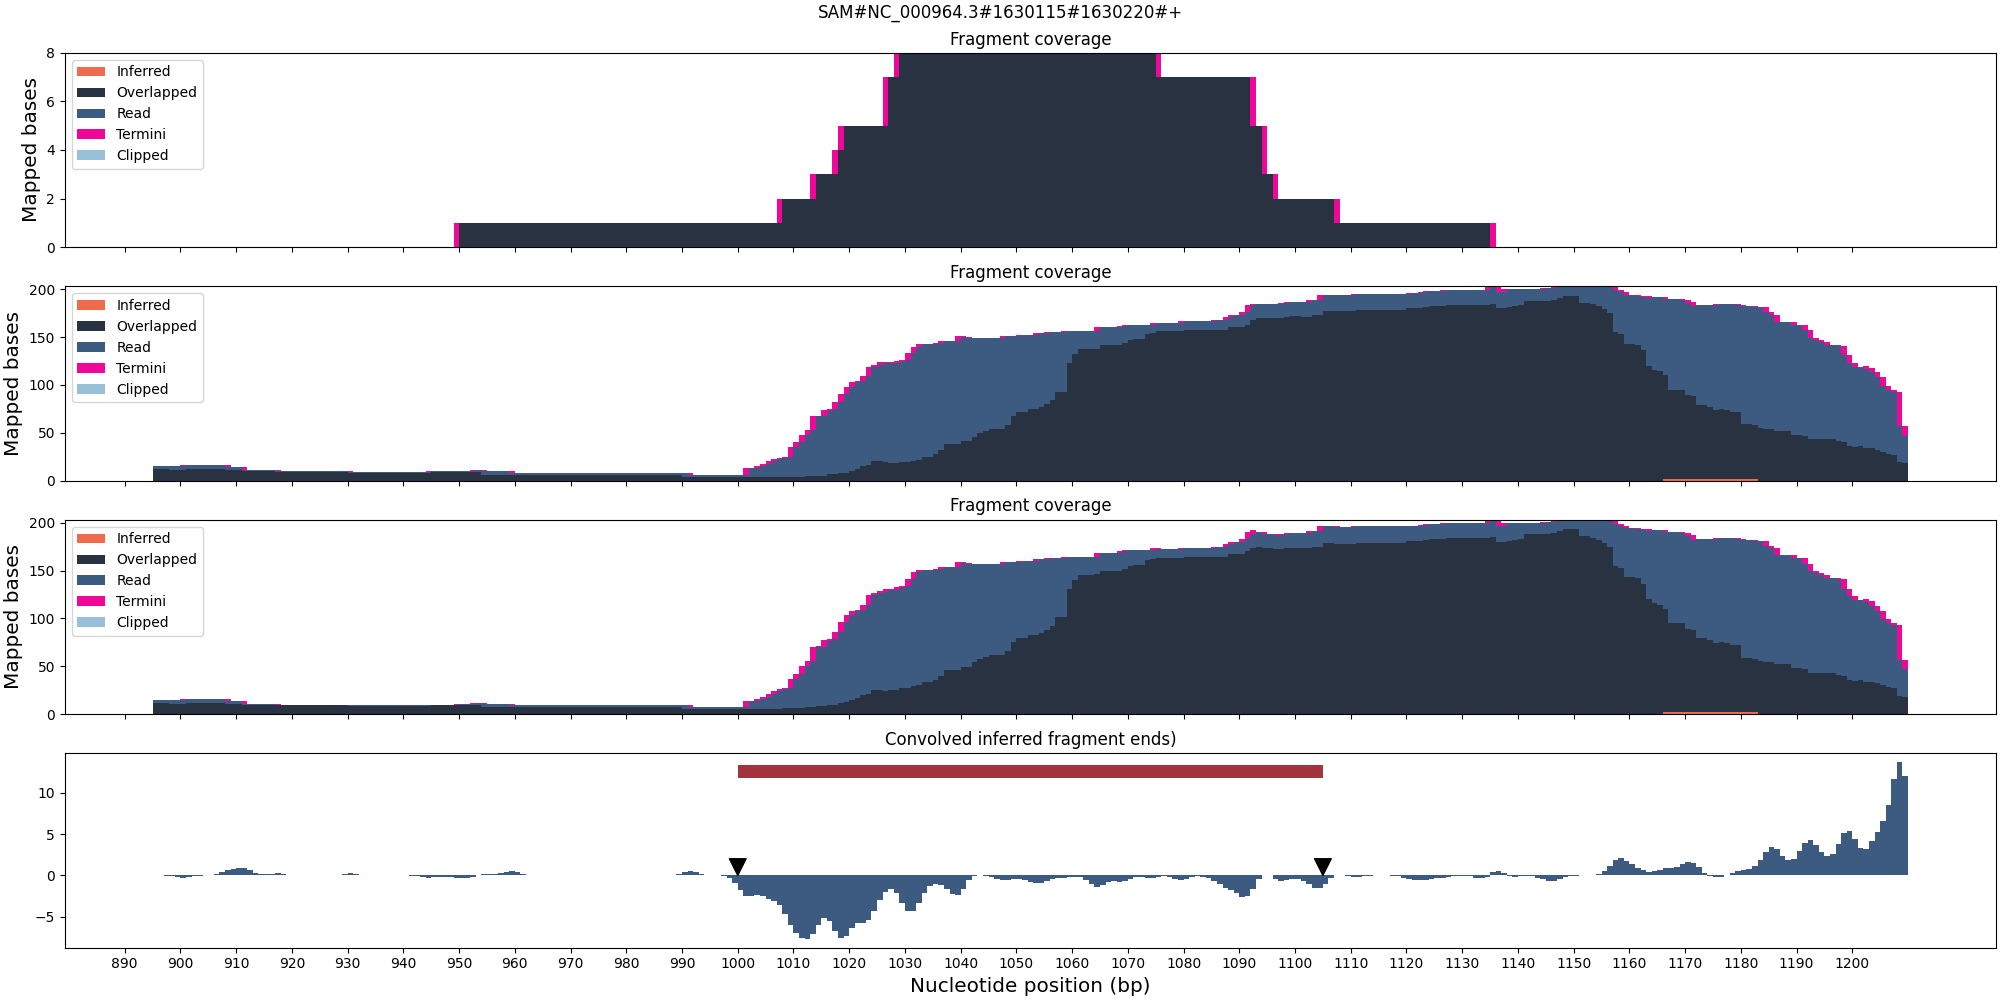 SAM#NC_000964.3#1630115#1630220#+
Fragment coverage
Mapped bases
8
6
4
2
0
Inferred
Overlapped
Read
Termini
Clipped
Fragment coverage
Mapped bases
200
150
100
50
0
Inferred
Overlapped
Read
Termini
Clipped
Fragment coverage
Mapped bases
200
150
100
50
0
Inferred
Overlapped
Read
Termini
Clipped
Convolved inferred fragment ends)
10
5
0
−5
890 900 910 920 930 940 950 960 970 980 990 1000 1010 1020 1030 1040 1050 1060 1070 1080 1090 1100 1110 1120 1130 1140 1150 1160 1170 1180 1190 1200
Nucleotide position (bp)